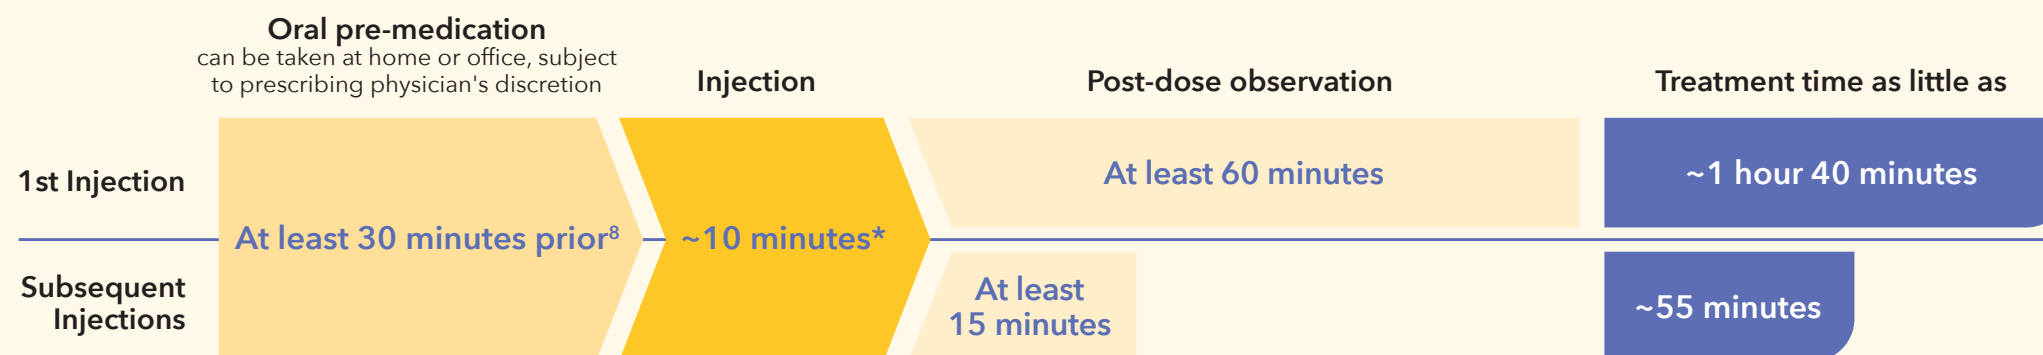 Oral pre-medication
can be taken at home or office, subject
to prescribing physician's discretion
Injection
Post-dose observation
Treatment time as little as
1st Injection
At least 60 minutes
~1 hour 40 minutes
At least 30 minutes prior⁸
~10 minutes*
Subsequent
Injections
At least
15 minutes
~55 minutes